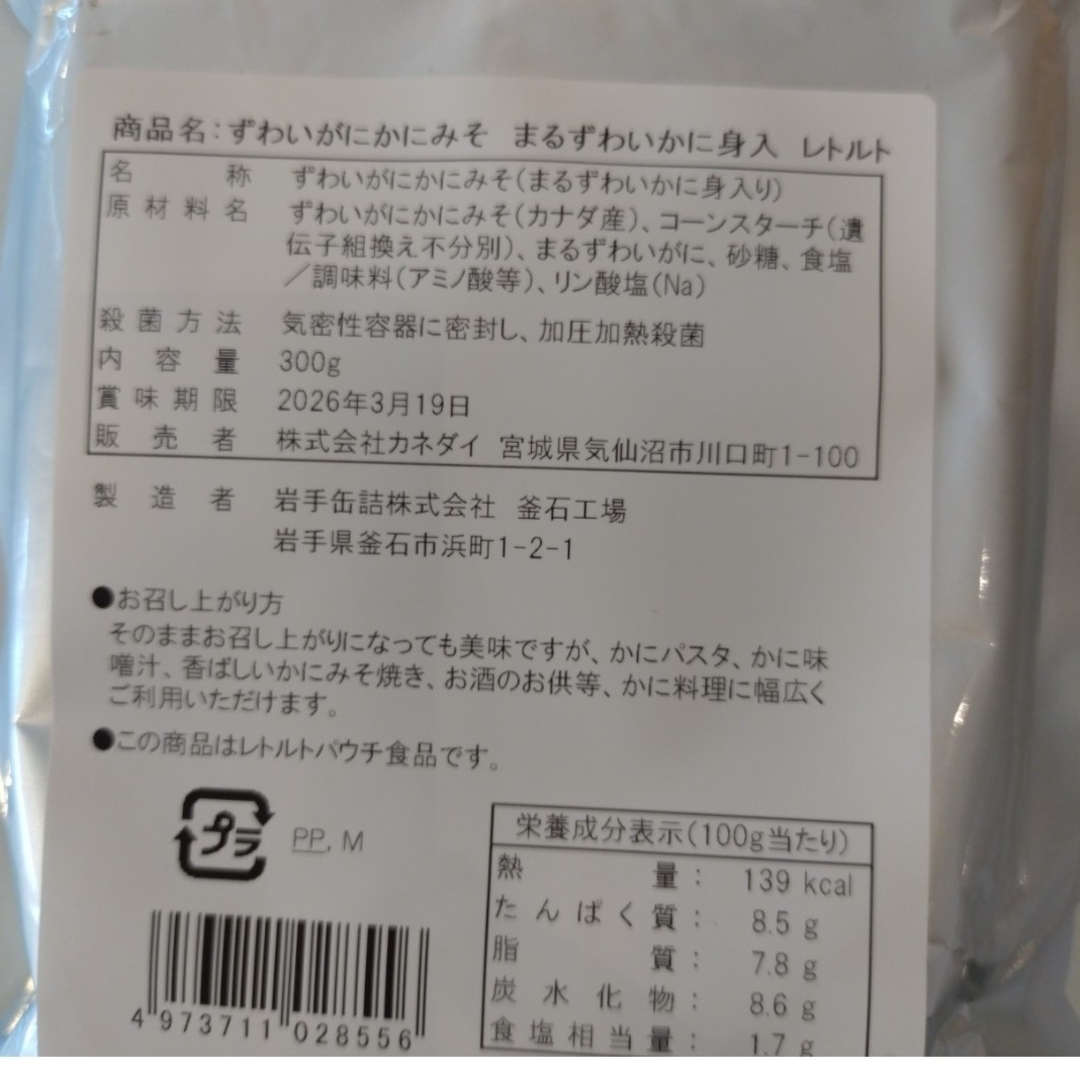 商品名:ずわいがにかにみそ まるずわいかに身入 レトルト
名称 ずわいがにかにみそ(まるずわいかに身入り)
原材料名 ずわいがにかにみそ(カナダ産)、コーンスターチ(遺
伝子組換え不分別)、まるずわいがに、砂糖、食塩
／調味料(アミノ酸等)、リン酸塩(Na)
殺菌方法 気密性容器に密封し、加圧加熱殺菌
内容量 300g
賞味期限 2026年3月19日
販売者 株式会社カネダイ 宮城県気仙沼市川口町1-100
製造者 岩手缶詰株式会社 釜石工場
岩手県釜石市浜町1-2-1
●お召し上がり方
そのままお召し上がりになっても美味ですが、かにパスタ、かに味
噌汁、香ばしいかにみそ焼き、お酒のお供等、かに料理に幅広く
ご利用いただけます。
●この商品はレトルトパウチ食品です。
プラ PP, M
栄養成分表示(100g当たり)
熱量: 139 kcal
たんぱく質: 8.5 g
脂質: 7.8 g
炭水化物: 8.6 g
食塩相当量: 1.7 g
4 973711 028556